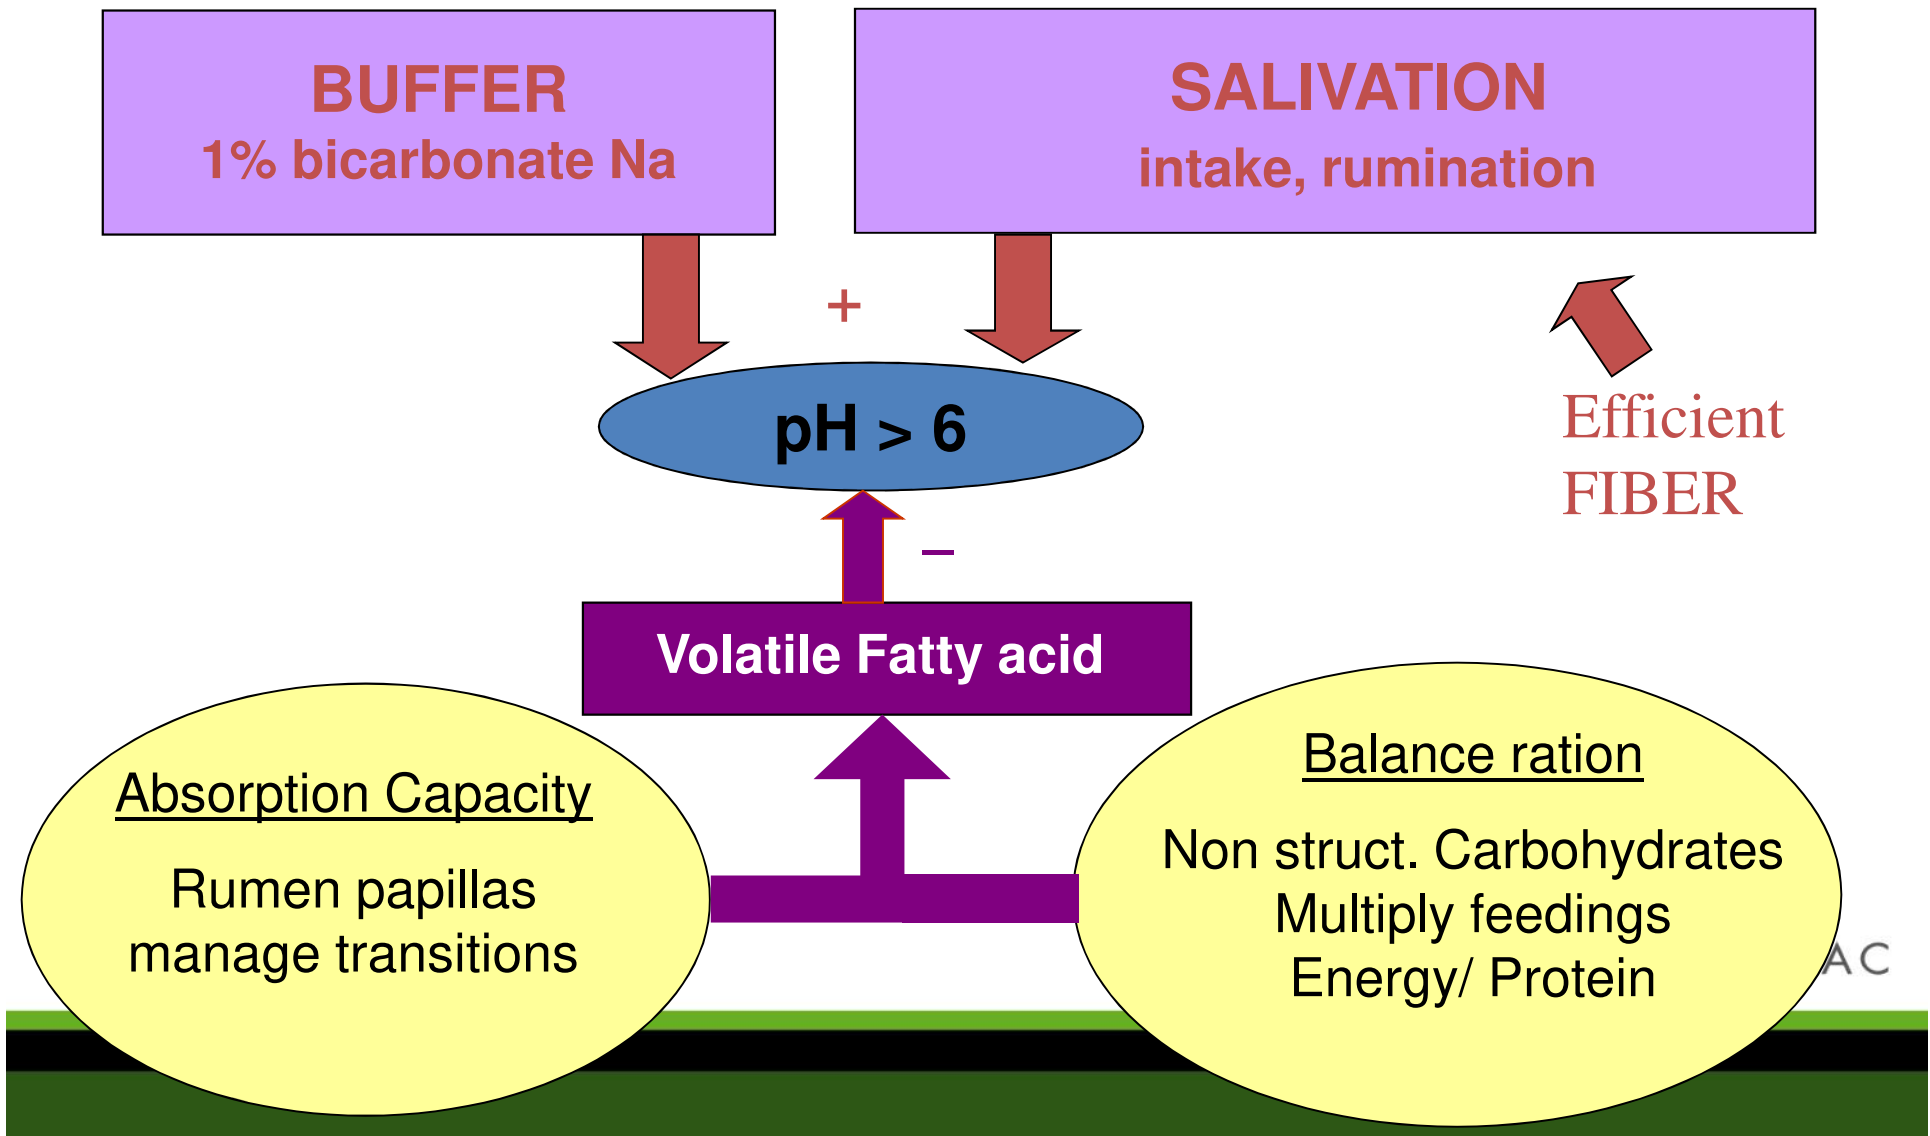 BUFFER
1% bicarbonate Na
SALIVATION
intake, rumination
+
pH > 6
Efficient
FIBER
–
Volatile Fatty acid
Absorption Capacity
Rumen papillas
manage transitions
Balance ration
Non struct. Carbohydrates
Multiply feedings
Energy/ Protein
AC